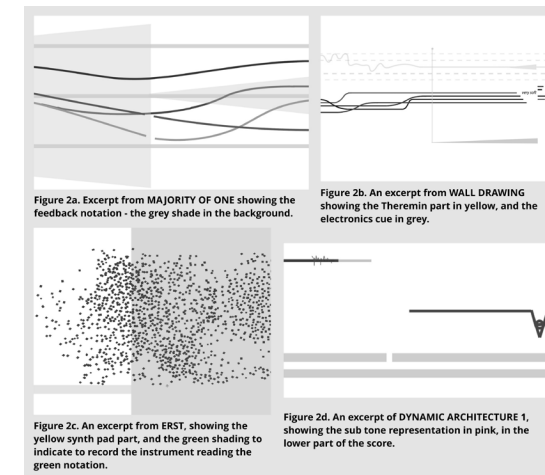 very soft
Figure 2a. Excerpt from MAJORITY OF ONE showing the
feedback notation - the grey shade in the background.
Figure 2b. An excerpt from WALL DRAWING
showing the Theremin part in yellow, and the
electronics cue in grey.
Figure 2c. An excerpt from ERST, showing the
yellow synth pad part, and the green shading to
indicate to record the instrument reading the
green notation.
Figure 2d. An excerpt of DYNAMIC ARCHITECTURE 1,
showing the sub tone representation in pink, in the
lower part of the score.